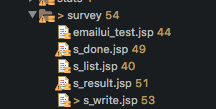 > survey 54
emailui_test.jsp 44
s_done.jsp 49
s_list.jsp 40
s_result.jsp 51
> s_write.jsp 53